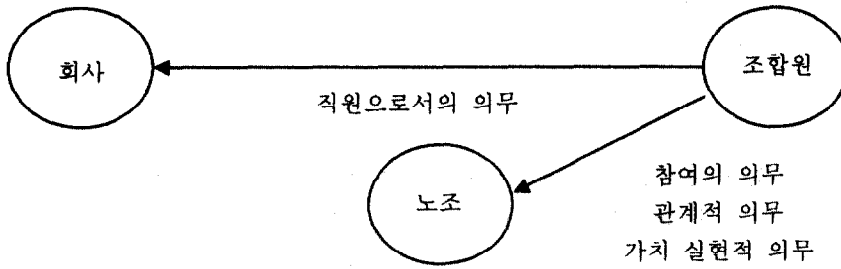 회사
조합원
직원으로서의 의무
노조
참여의 의무
관계적 의무
가치 실현적 의무